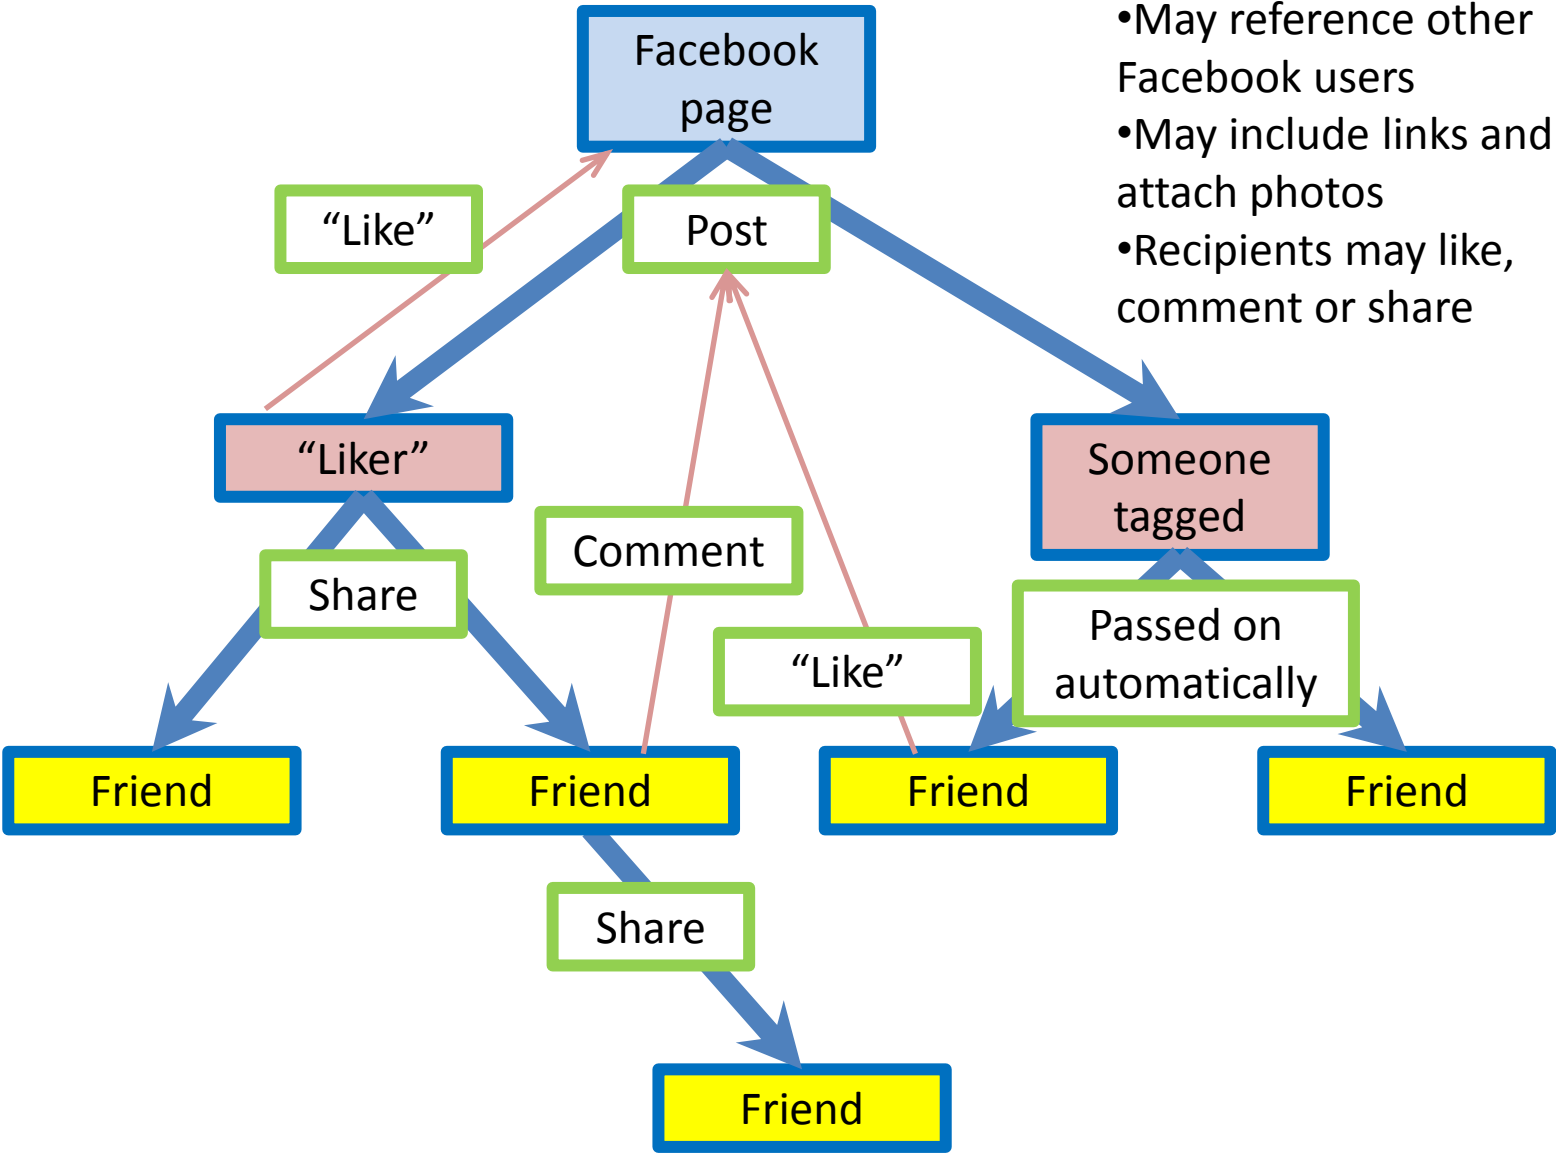 •May reference other
Facebook users
•May include links and
attach photos
•Recipients may like,
comment or share
Facebook
page
“Like”
Post
“Liker”
Someone
tagged
Comment
Share
Passed on
automatically
“Like”
Friend
Friend
Friend
Friend
Share
Friend